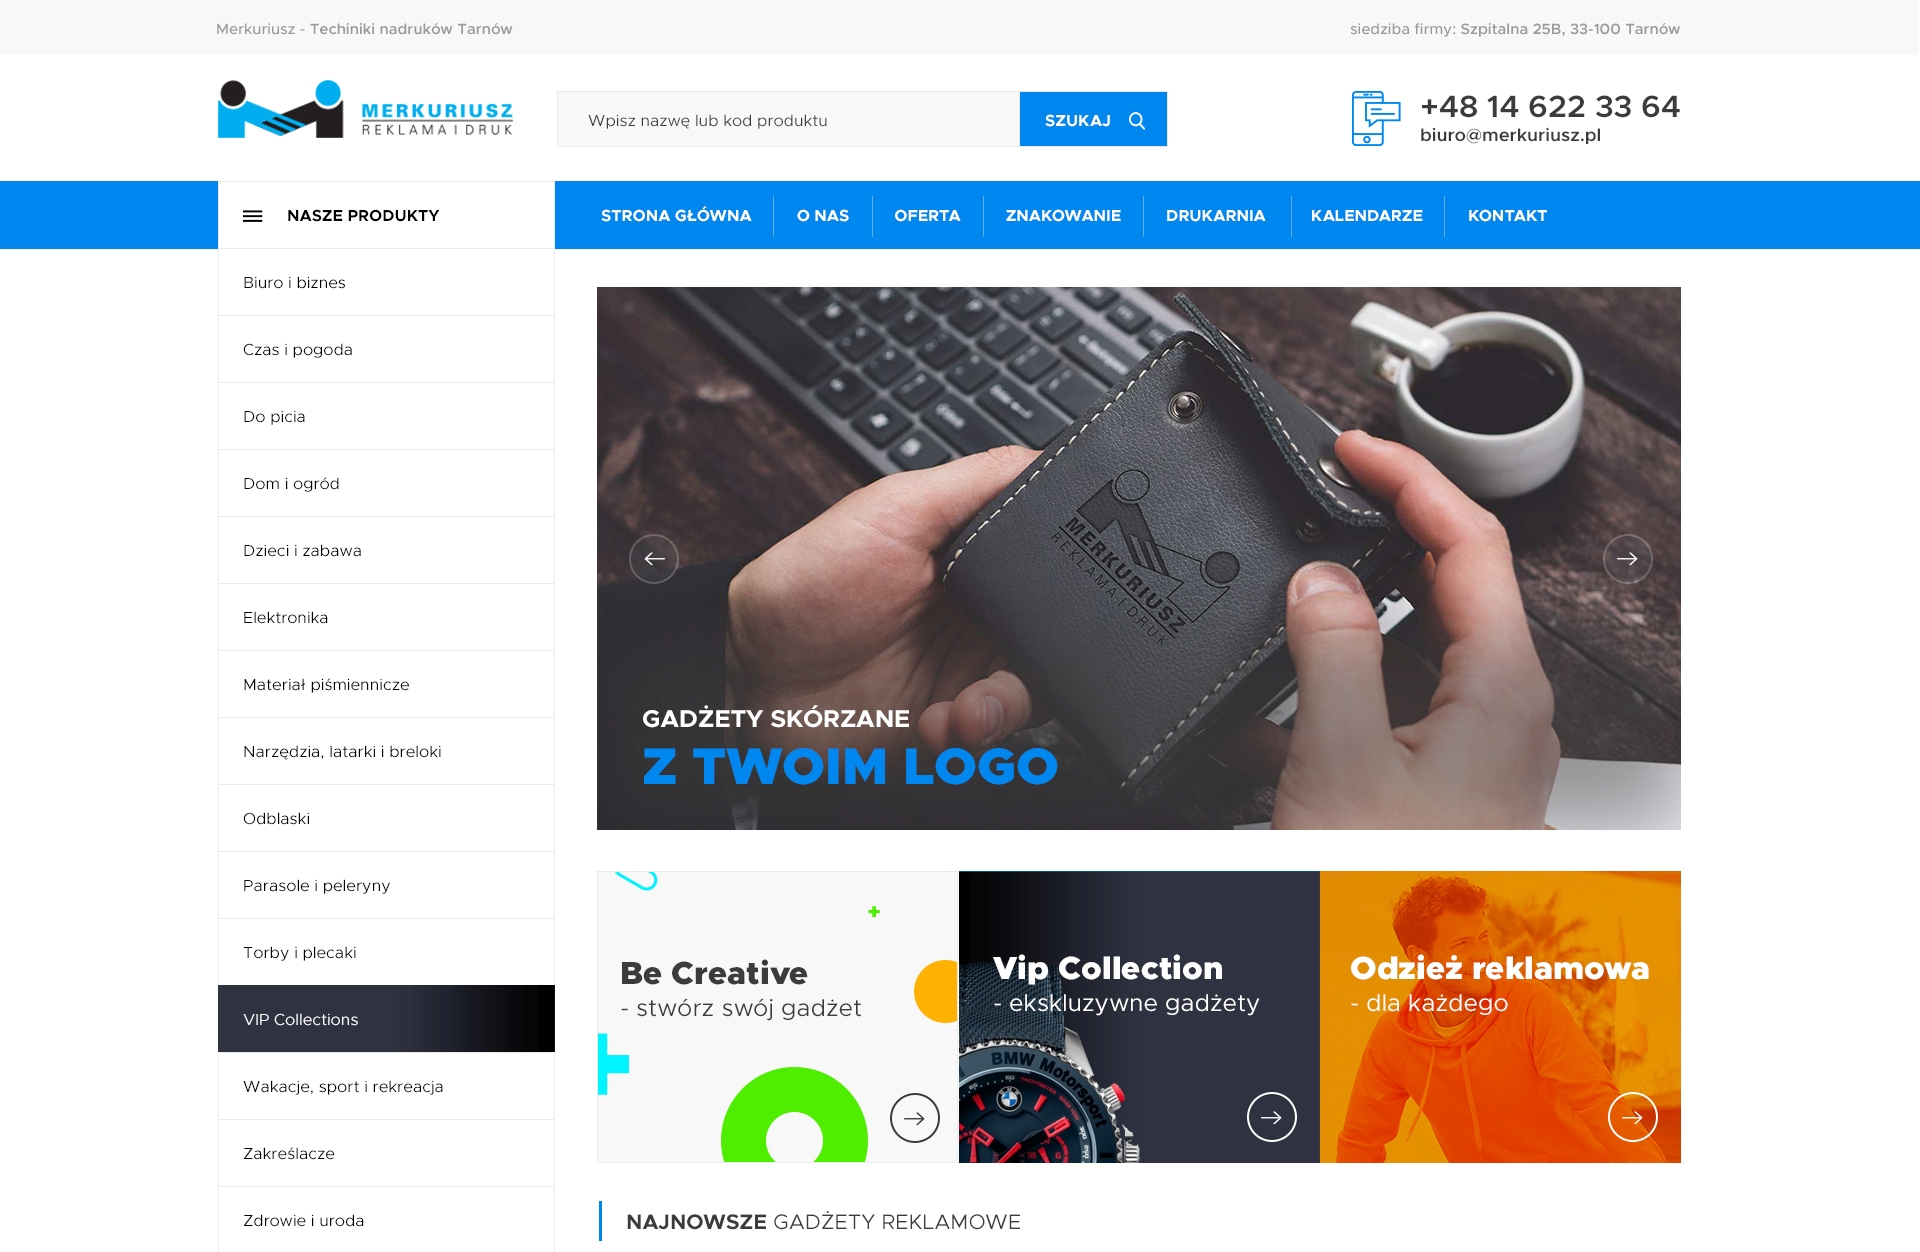 Merkuriusz - Techiniki nadruków Tarnów
siedziba firmy: Szpitalna 25B, 33-100 Tarnów
MERKURIUSZ
REKLAMA I DRUK
Wpisz nazwę lub kod produktu
SZUKAJ
+48 14 622 33 64
biuro@merkuriusz.pl
NASZE PRODUKTY
STRONA GŁÓWNA
O NAS
OFERTA
ZNAKOWANIE
DRUKARNIA
KALENDARZE
KONTAKT
Biuro i biznes
Czas i pogoda
Do picia
Dom i ogród
Dzieci i zabawa
Elektronika
Materiał piśmiennicze
Narzędzia, latarki i breloki
Odblaski
Parasole i peleryny
Torby i plecaki
VIP Collections
Wakacje, sport i rekreacja
Zakreślacze
Zdrowie i uroda
MERKURIUSZ
REKLAMA I DRUK
GADŻETY SKÓRZANE
Z TWOIM LOGO
Be Creative
- stwórz swój gadżet
Vip Collection
- ekskluzywne gadżety
BMW Motorsport
Odzież reklamowa
- dla każdego
NAJNOWSZE GADŻETY REKLAMOWE